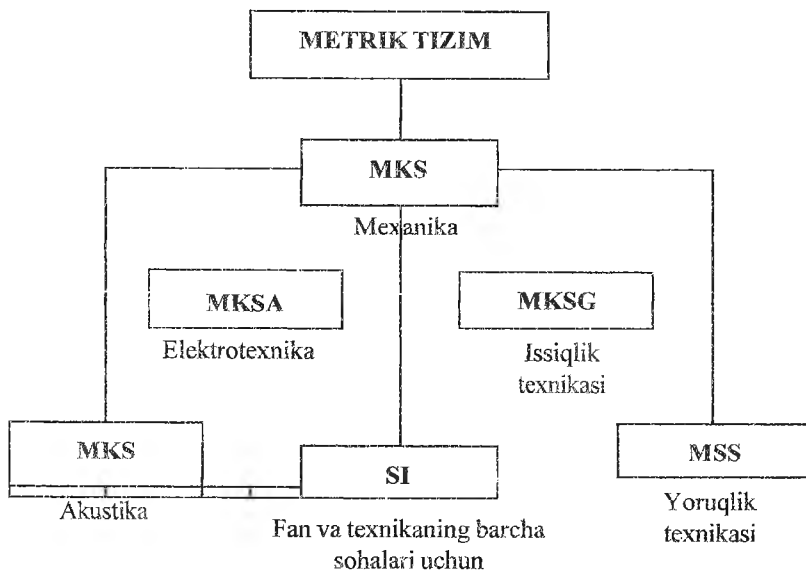 METRIK TIZIM
MKS
Mexanika
MKSA
Elektrotexnika
MKSG
Issiqlik
texnikasi
MKS
Akustika
SI
Fan va texnikaning barcha
sohalari uchun
MSS
Yoruqlik
texnikasi